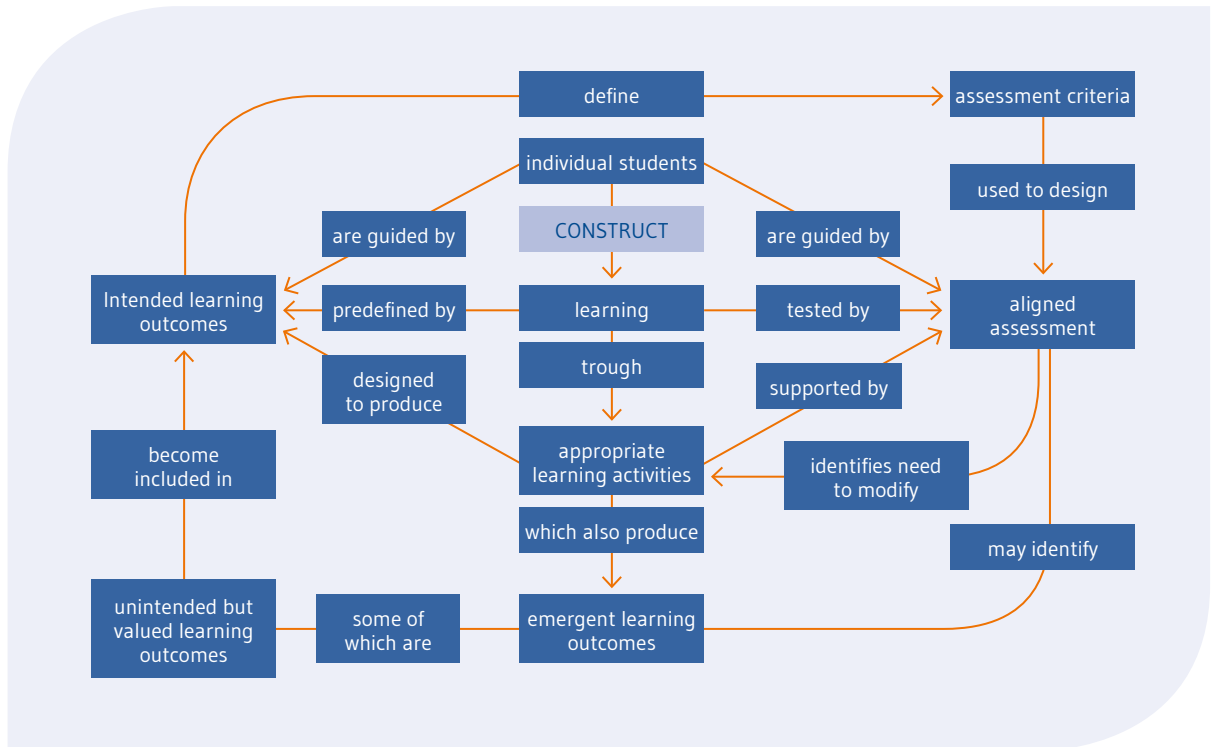 define
assessment criteria
individual students
used to design
are guided by
CONSTRUCT
are guided by
Intended learning
outcomes
predefined by
learning
tested by
aligned
assessment
trough
designed
to produce
supported by
become
included in
appropriate
learning activities
identifies need
to modify
which also produce
may identify
unintended but
valued learning
outcomes
some of
which are
emergent learning
outcomes